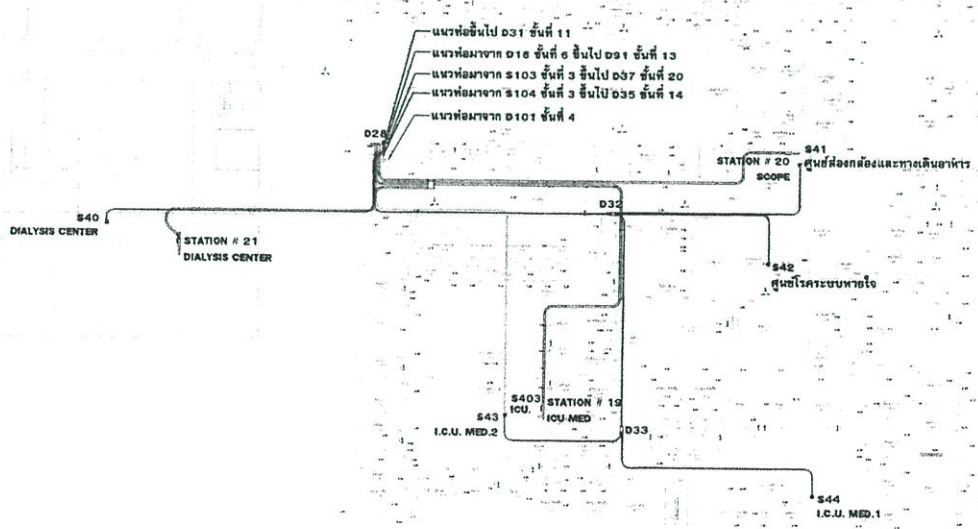 แนวท่อขึ้นไป D31 ชั้นที่ 11
แนวท่อมาจาก D18 ชั้นที่ 6 ขึ้นไป D91 ชั้นที่ 13
แนวท่อมาจาก S103 ชั้นที่ 3 ขึ้นไป D37 ชั้นที่ 20
แนวท่อมาจาก S104 ชั้นที่ 3 ขึ้นไป D35 ชั้นที่ 14
แนวท่อมาจาก D101 ชั้นที่ 4
D28
S41
ศูนย์ส่องกล้องและทางเดินอาหาร
STATION # 20
SCOPE
D32
S40
DIALYSIS CENTER
STATION # 21
DIALYSIS CENTER
S42
ศูนย์โรคระบบหายใจ
S403
ICU.
STATION # 19
ICU-MED
S43
I.C.U. MED.2
D33
S44
I.C.U. MED.1